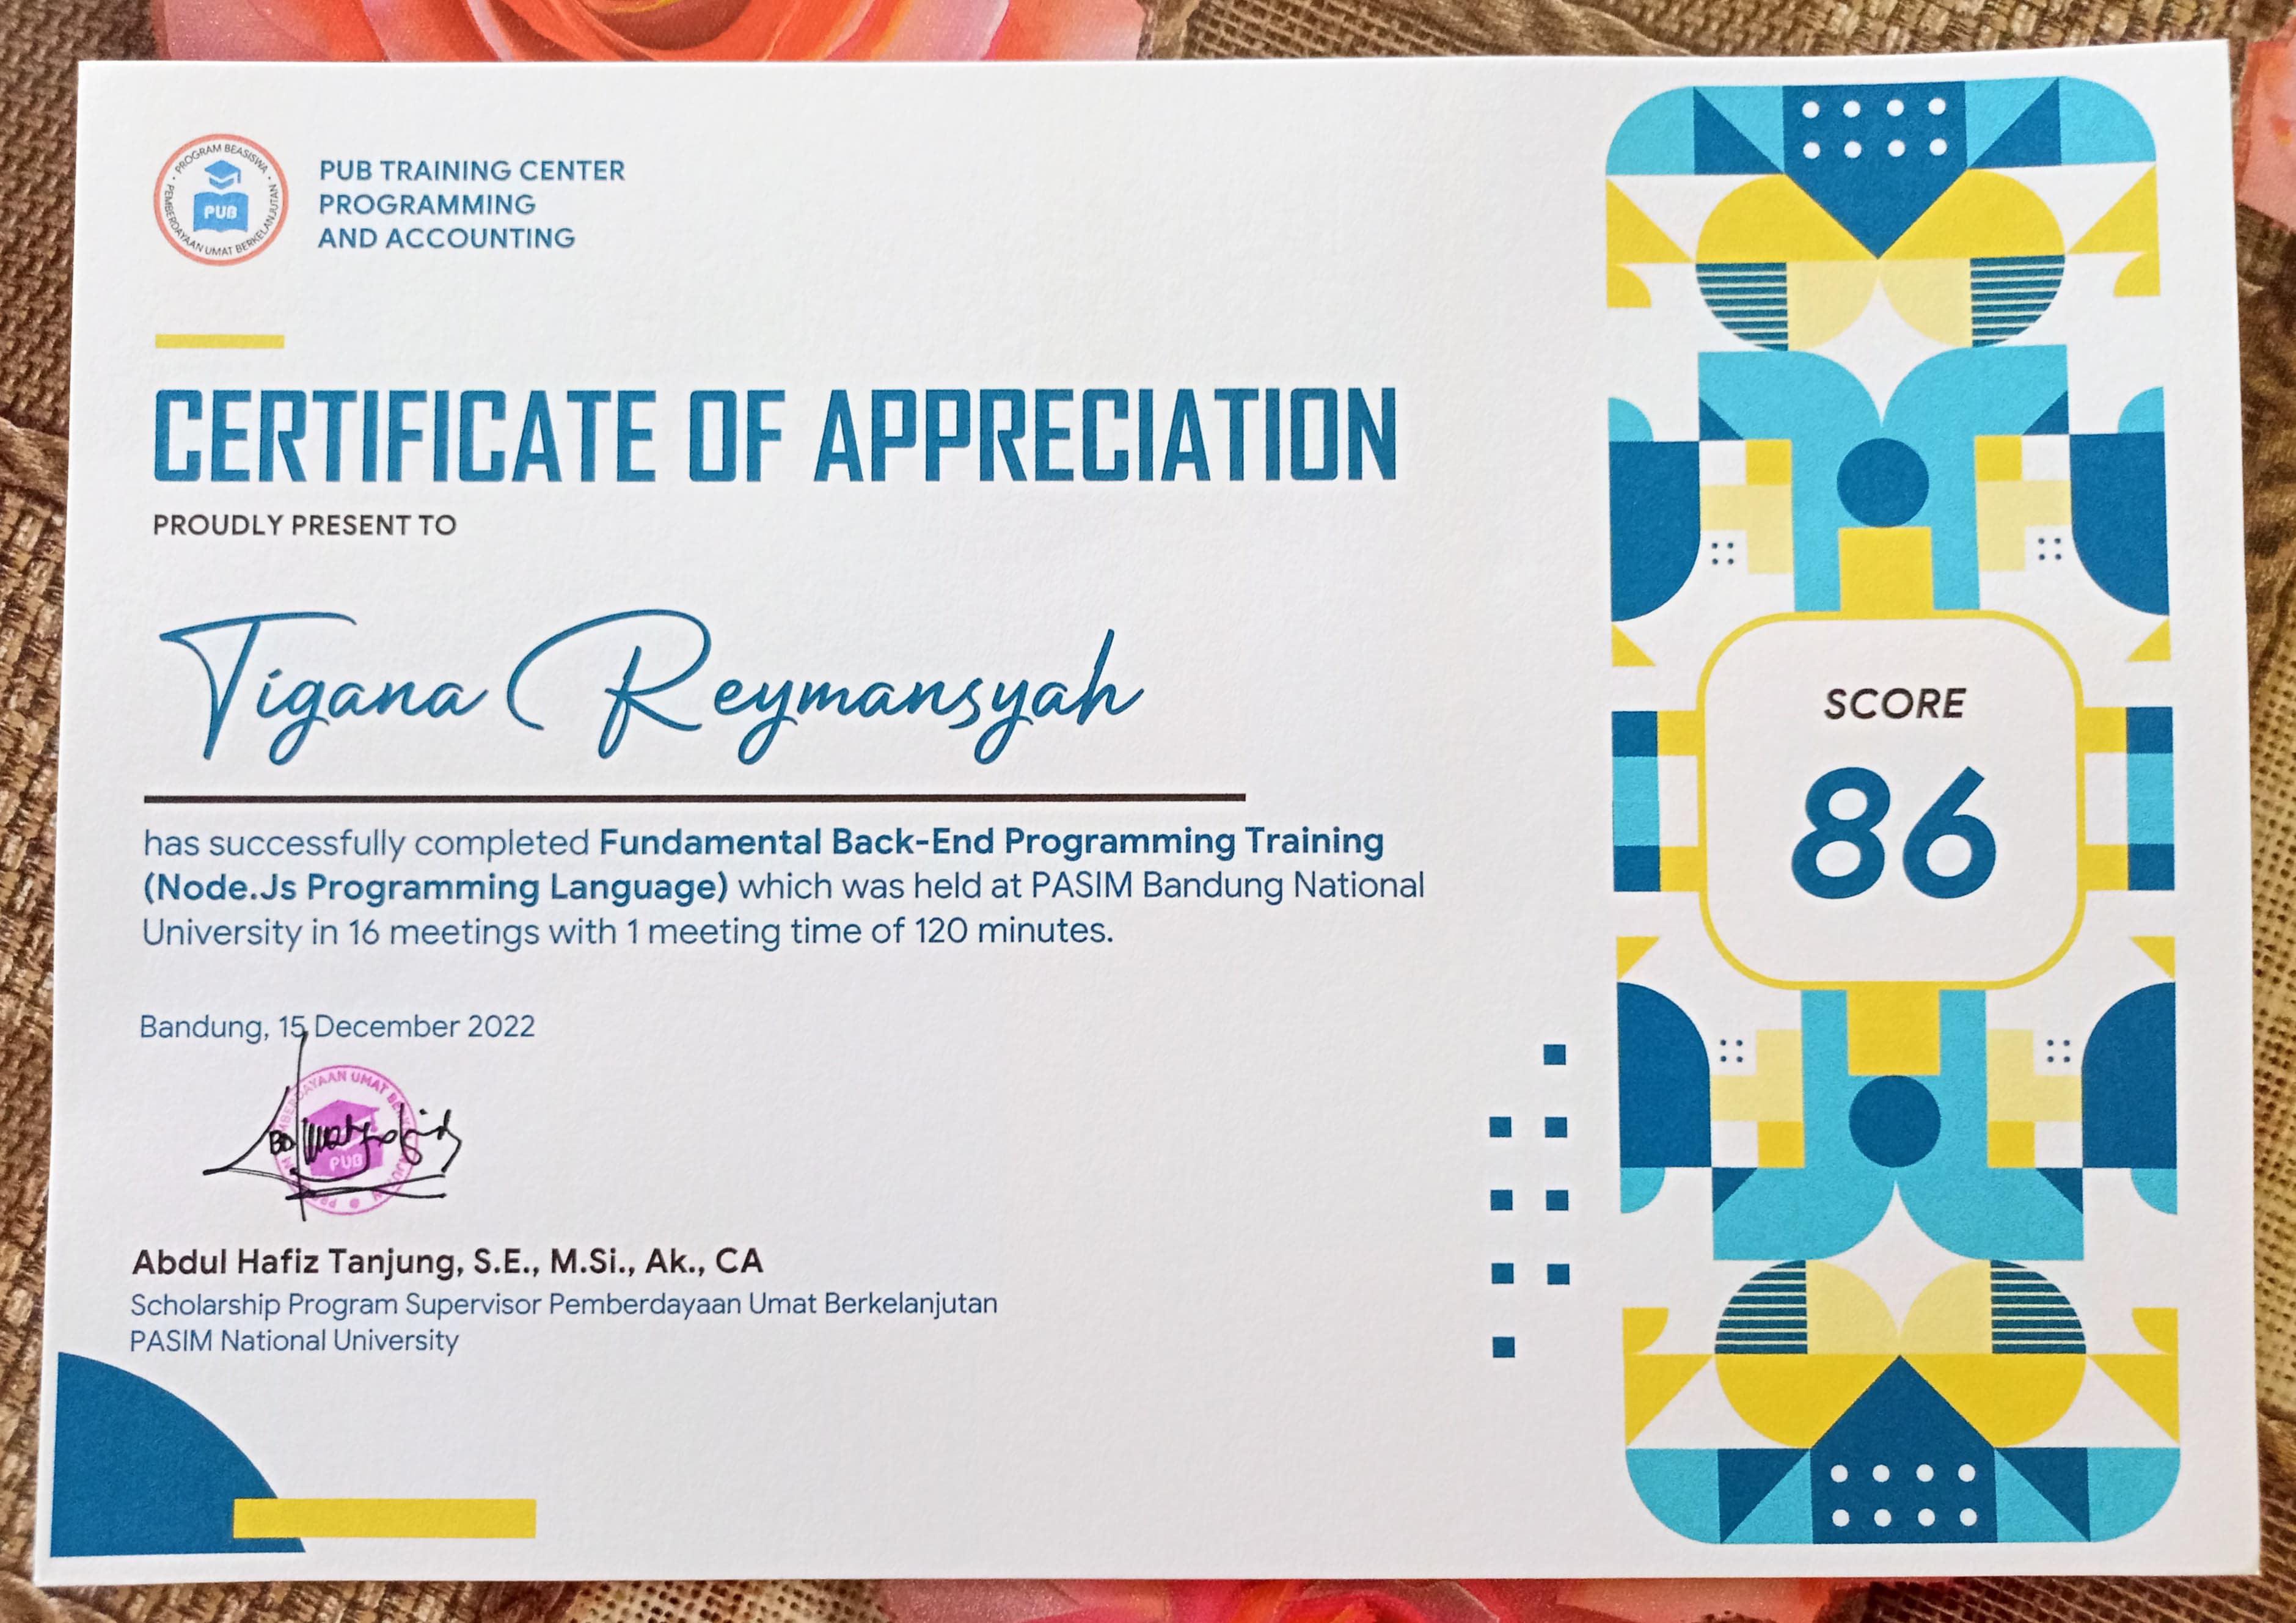 PROGRAM BEASISWA
PEMBERDAYAAN UMAT BERKELANJUTAN
PUB
PUB TRAINING CENTER
PROGRAMMING
AND ACCOUNTING
CERTIFICATE OF APPRECIATION
PROUDLY PRESENT TO
Tigana Reymansyah
has successfully completed Fundamental Back-End Programming Training
(Node.Js Programming Language) which was held at PASIM Bandung National
University in 16 meetings with 1 meeting time of 120 minutes.
Bandung, 15 December 2022
UMAT
PUB
Abdul Hafiz Tanjung, S.E., M.Si., Ak., CA
Scholarship Program Supervisor Pemberdayaan Umat Berkelanjutan
PASIM National University
SCORE
86